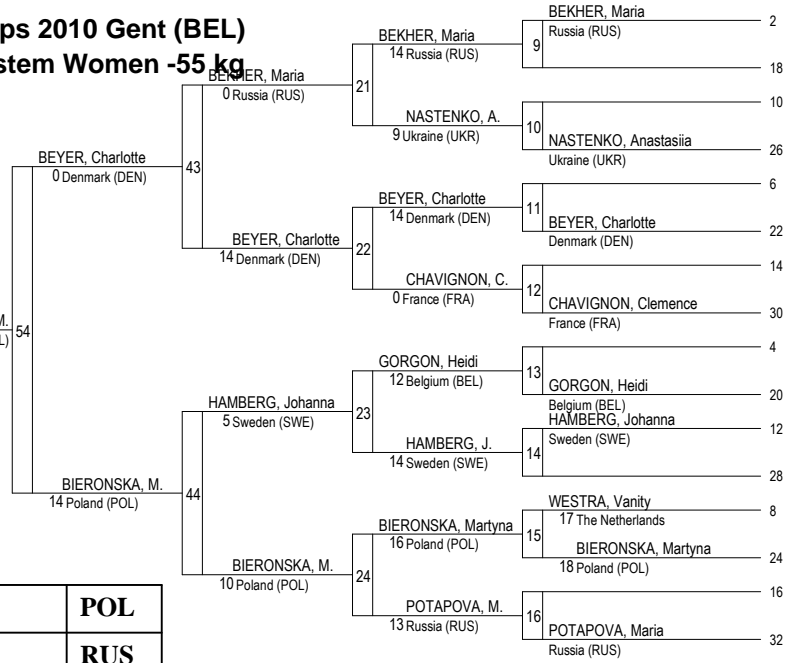 ps 2010 Gent (BEL)
stem Women -55 kg
BEKHER, Maria
2
Russia (RUS)
9
18
BEKHER, Maria
14 Russia (RUS)
21
BEKHER, Maria
0 Russia (RUS)
NASTENKO, A.
9 Ukraine (UKR)
10
10
NASTENKO, Anastasiia
26
Ukraine (UKR)
43
BEYER, Charlotte
0 Denmark (DEN)
6
BEYER, Charlotte
14 Denmark (DEN)
11
BEYER, Charlotte
22
Denmark (DEN)
BEYER, Charlotte
14 Denmark (DEN)
22
14
CHAVIGNON, C.
0 France (FRA)
12
CHAVIGNON, Clemence
30
France (FRA)
M.
L)
54
4
GORGON, Heidi
12 Belgium (BEL)
13
GORGON, Heidi
20
Belgium (BEL)
HAMBERG, Johanna
5 Sweden (SWE)
23
HAMBERG, Johanna
12
Sweden (SWE)
HAMBERG, J.
14 Sweden (SWE)
14
28
BIERONSKA, M.
14 Poland (POL)
44
WESTRA, Vanity
8
17 The Netherlands
BIERONSKA, Martyna
16 Poland (POL)
15
BIERONSKA, Martyna
24
18 Poland (POL)
BIERONSKA, M.
10 Poland (POL)
24
16
POTAPOVA, M.
13 Russia (RUS)
16
POTAPOVA, Maria
32
Russia (RUS)
POL
RUS